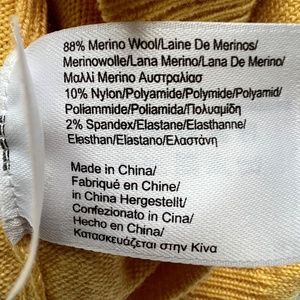 88% Merino Wool/Laine De Merinos/
Merinowolle/Lana Merino/Lana De Merino/
Μαλλί Merino Αυστραλίας
10% Nylon/Polyamide/Polymide/Polyamid/
Poliammide/Poliamida/Πολυαμίδη
2% Spandex/Elastane/Elasthanne/
Elesthan/Elastano/Ελαστάνη
Made in China/
Fabriqué en Chine/
in China Hergestellt/
Confezionato in Cina/
Hecho en China/
Κατασκευάζεται στην Κίνα